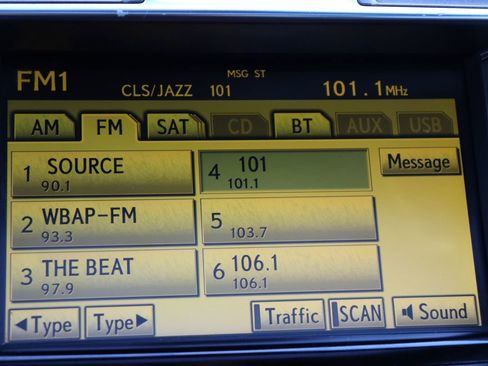 FM1 CLS/JAZZ MSG ST 101 101.1MHz
AM FM SAT CD BT AUX USB
1 SOURCE 90.1
4 101 101.1
Message
2 WBAP-FM 93.3
5 103.7
3 THE BEAT 97.9
6 106.1 106.1
◀Type Type▶ Traffic SCAN Sound